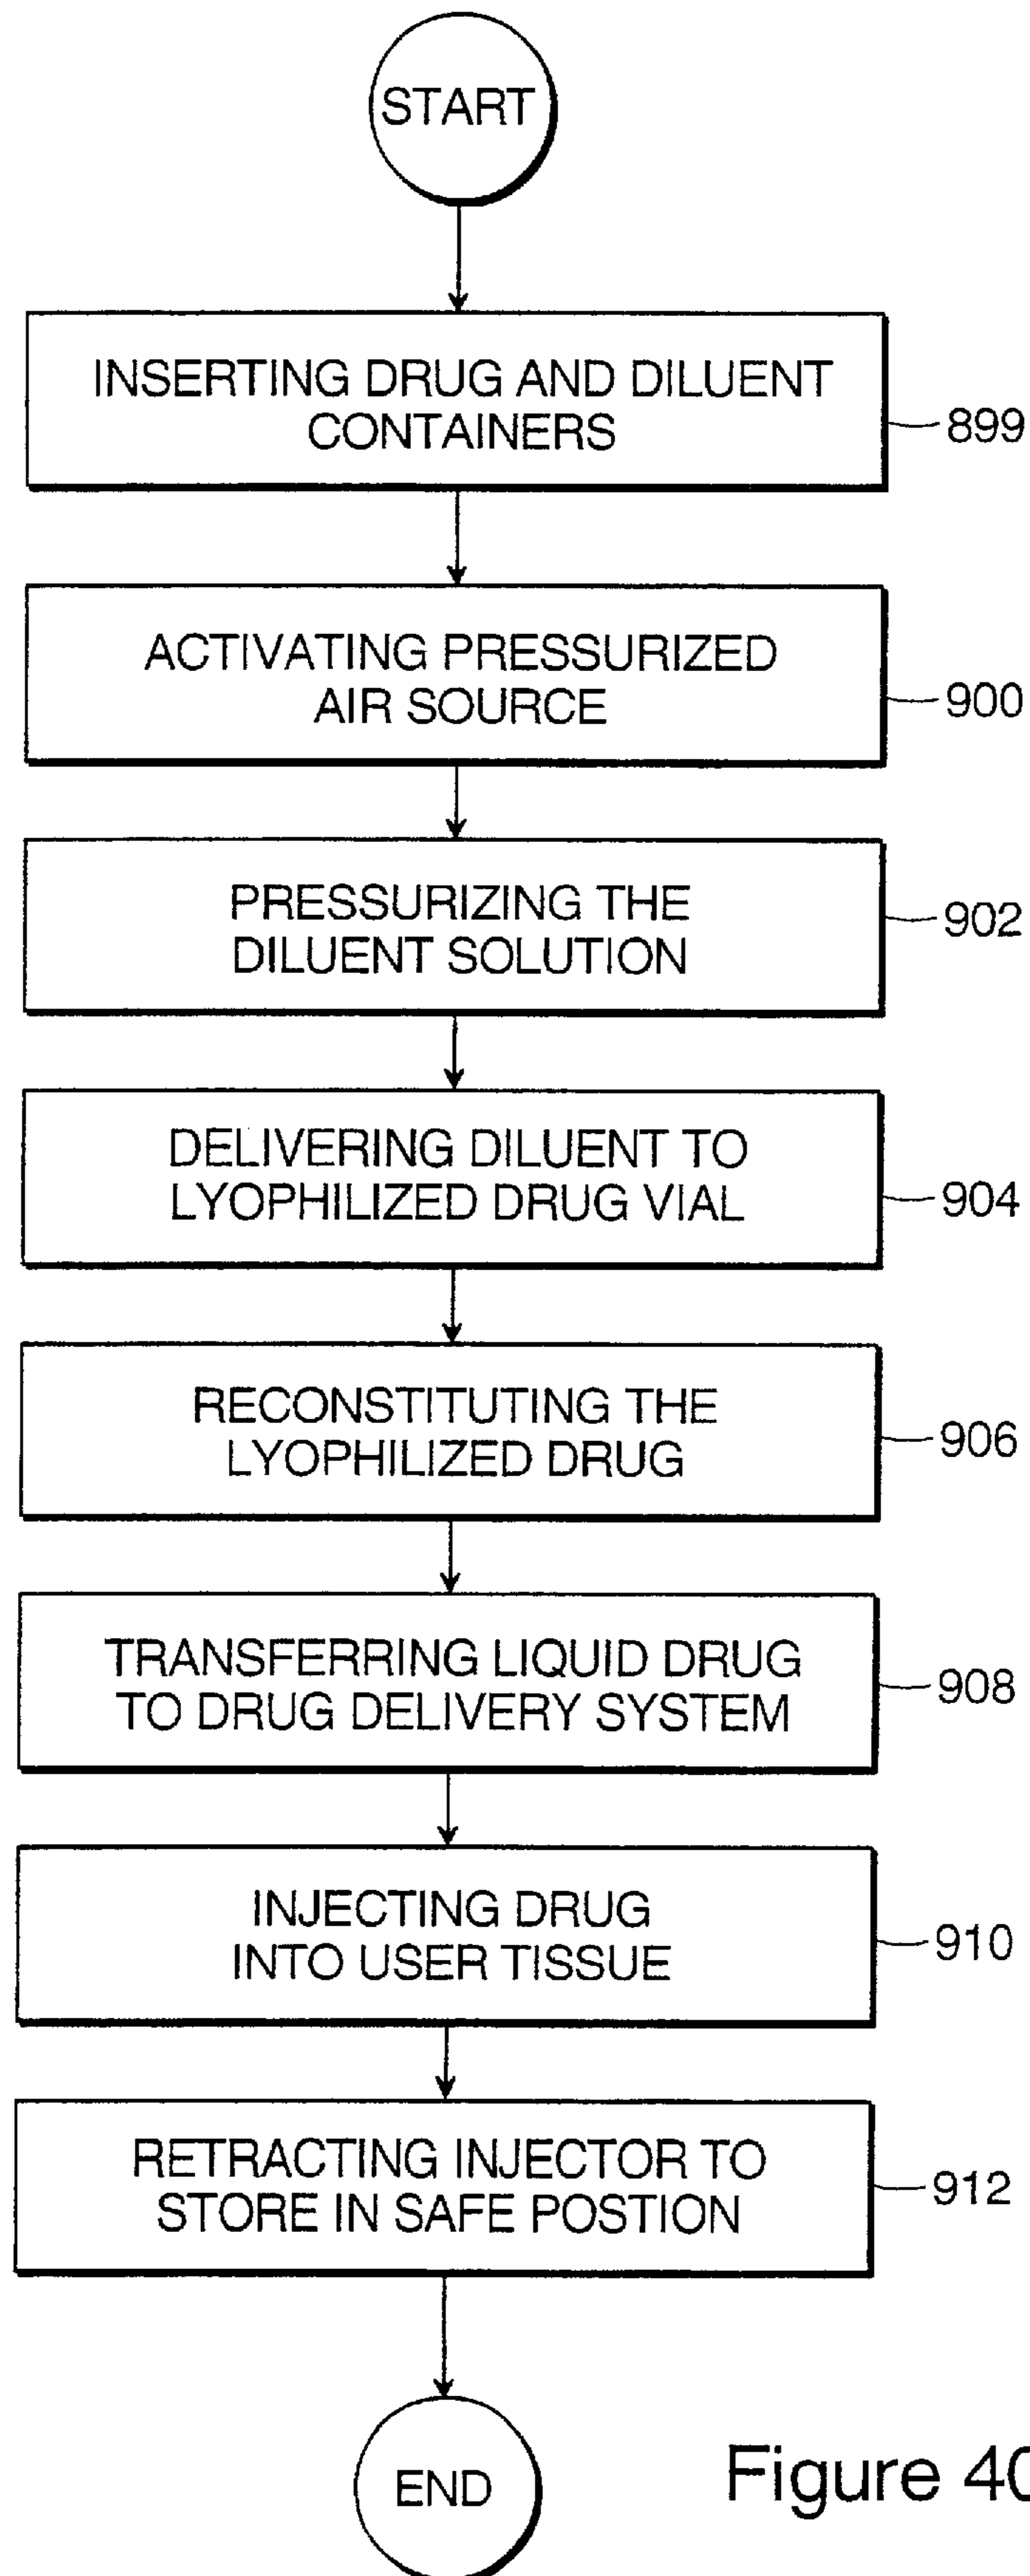 START
INSERTING DRUG AND DILUENT
CONTAINERS
899
ACTIVATING PRESSURIZED
AIR SOURCE
900
PRESSURIZING THE
DILUENT SOLUTION
902
DELIVERING DILUENT TO
LYOPHILIZED DRUG VIAL
904
RECONSTITUTING THE
LYOPHILIZED DRUG
906
TRANSFERRING LIQUID DRUG
TO DRUG DELIVERY SYSTEM
908
INJECTING DRUG
INTO USER TISSUE
910
RETRACTING INJECTOR TO
STORE IN SAFE POSTION
912
END
Figure 40